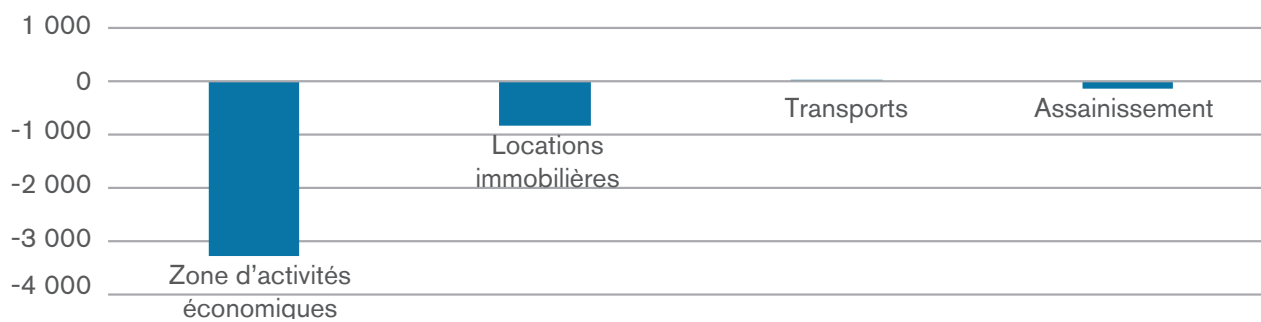 1 000
0
-1 000
-2 000
-3 000
-4 000
Zone d’activités
économiques
Locations
immobilières
Transports
Assainissement